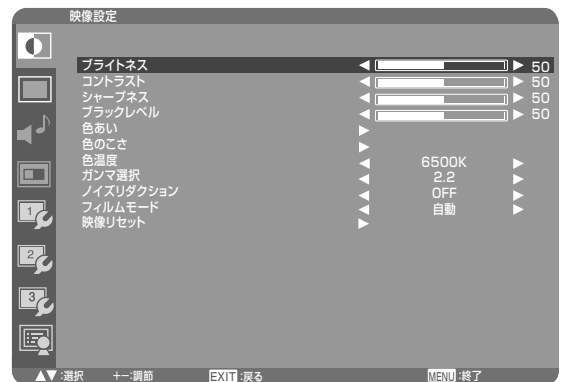 映像設定
ブライトネス 50
コントラスト 50
シャープネス 50
ブラックレベル 50
色あい
色のこさ
色温度 6500K
ガンマ選択 2.2
ノイズリダクション OFF
フィルムモード 自動
映像リセット
1
2
3
▲▼:選択 +−:調節 EXIT:戻る MENU:終了